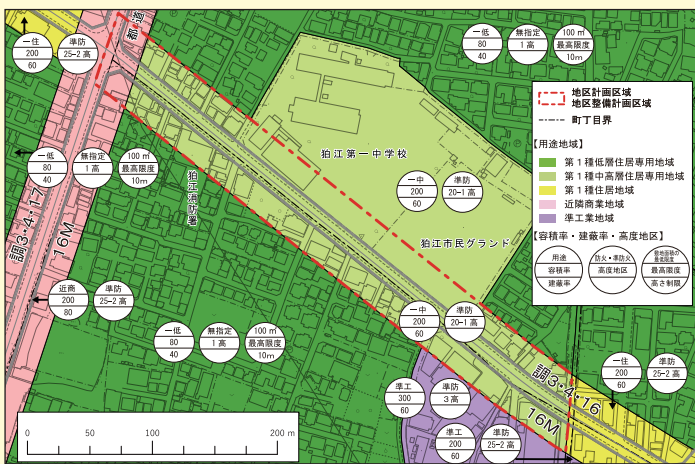 都道
一住
200
60
準防
25-2高
一低
80
40
無指定
1高
100㎡
最高限度
10m
地区計画区域
地区整備計画区域
町丁目界
【用途地域】
第1種低層住居専用地域
第1種中高層住居専用地域
第1種住居地域
近隣商業地域
準工業地域
【容積率・建蔽率・高度地区】
用途
容積率
建蔽率
防火・準防火
高度地区
敷地面積の
最低限度
最高限度
高さ制限
狛江第一中学校
一低
80
40
無指定
1高
100㎡
最高限度
10m
一中
200
60
準防
20-1高
狛江消防署
調3・4・17
16M
狛江市民グランド
近商
200
80
準防
25-2高
一低
80
40
無指定
1高
100㎡
最高限度
10m
一中
200
60
準防
20-1高
一住
200
60
準防
25-2高
調3・4・16
16M
準工
300
60
準防
3高
準工
200
60
準防
25-2高
0 50 100 200 m